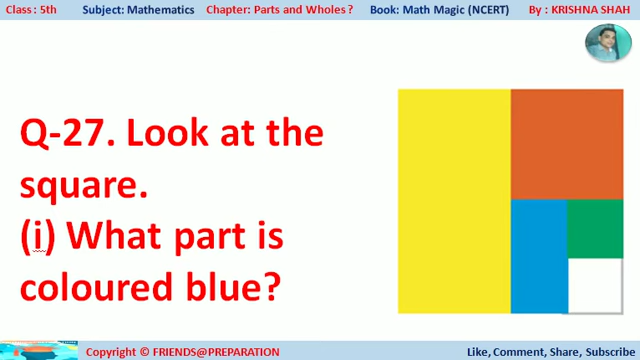 Class : 5th Subject: Mathematics Chapter: Parts and Wholes ? Book: Math Magic (NCERT) By : KRISHNA SHAH
Q-27. Look at the
square.
(i) What part is
coloured blue?
Copyright © FRIENDS@PREPARATION Like, Comment, Share, Subscribe